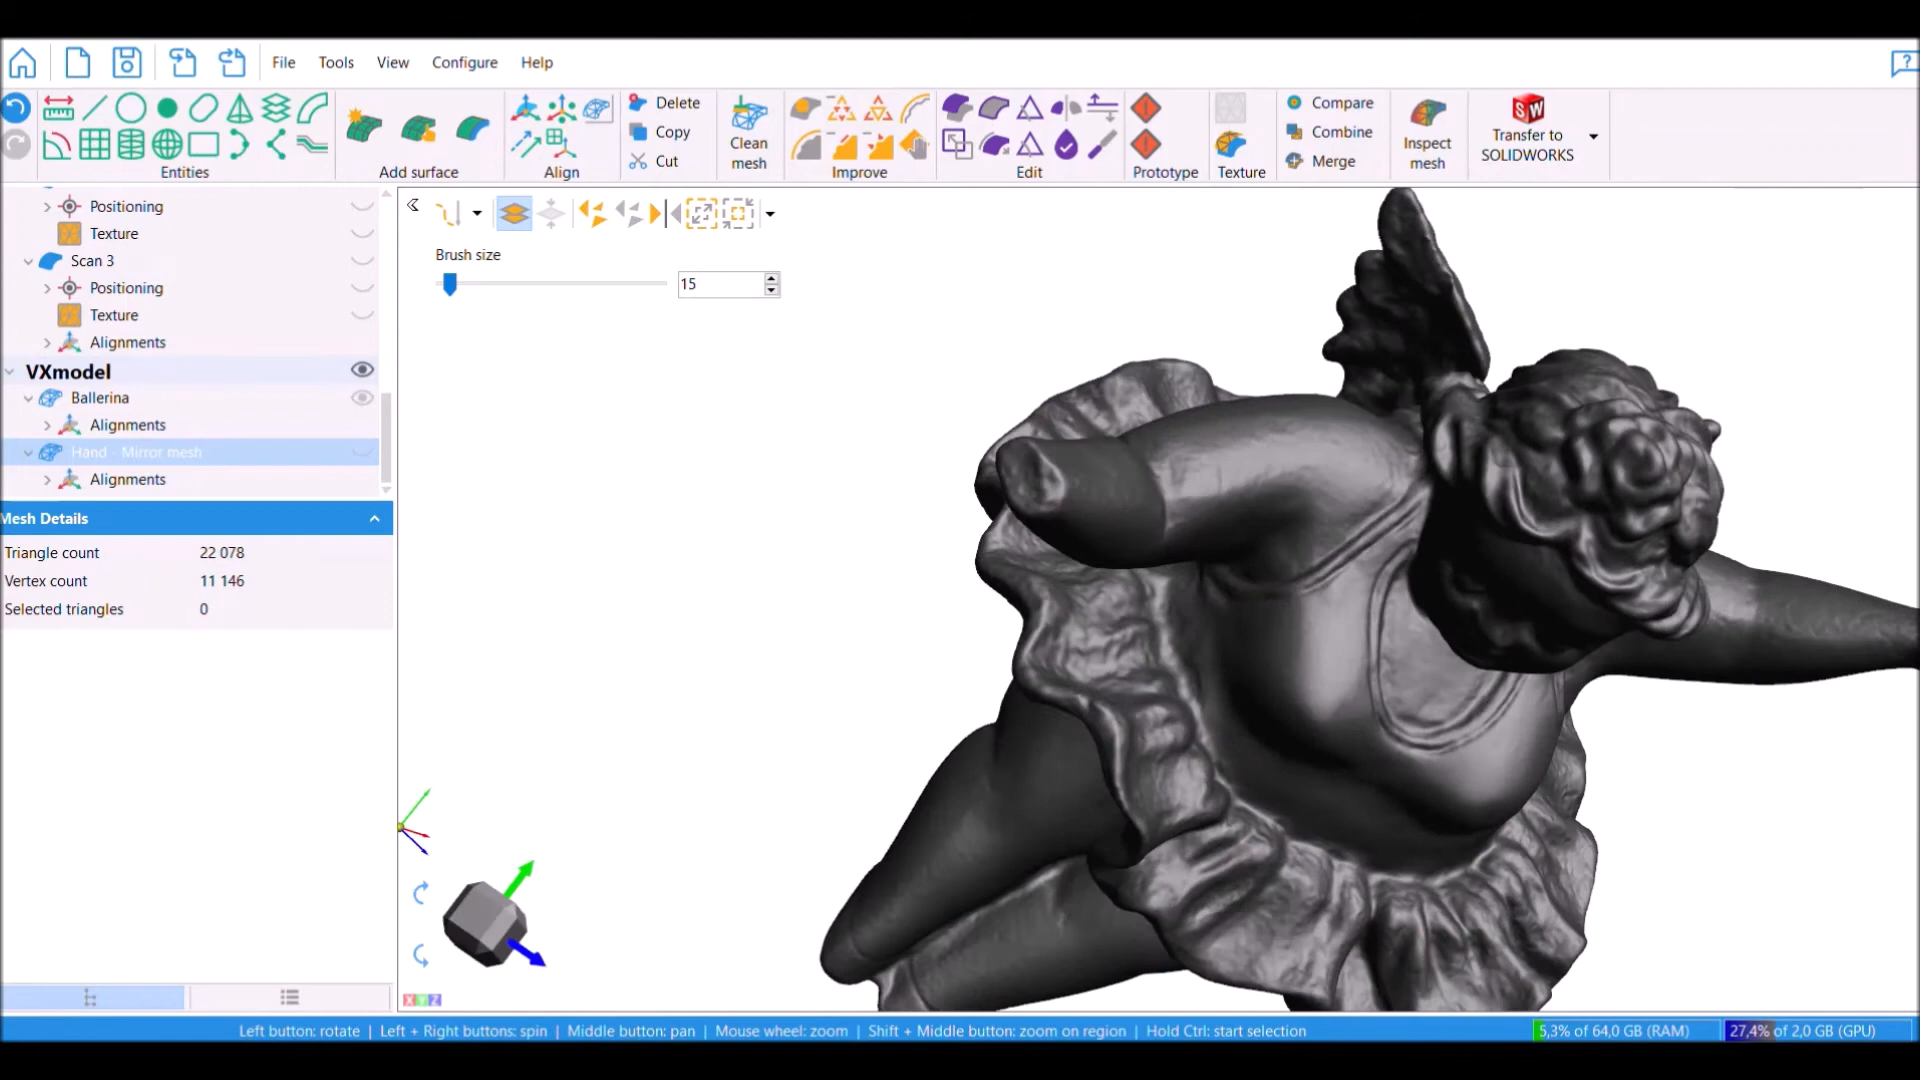 File Tools View Configure Help
Entities
Add surface
Align
Delete
Copy
Cut
Clean
mesh
Improve
Edit
Prototype
Texture
Compare
Combine
Merge
Inspect
mesh
SW
Transfer to
SOLIDWORKS
Positioning
Texture
Scan 3
Positioning
Texture
Alignments
VXmodel
Ballerina
Alignments
Hand - Mirror mesh
Alignments
Mesh Details
Triangle count 22 078
Vertex count 11 146
Selected triangles 0
Brush size
15
X Y Z
Left button: rotate | Left + Right buttons: spin | Middle button: pan | Mouse wheel: zoom | Shift + Middle button: zoom on region | Hold Ctrl: start selection
5,3% of 64,0 GB (RAM)
27,4% of 2,0 GB (GPU)